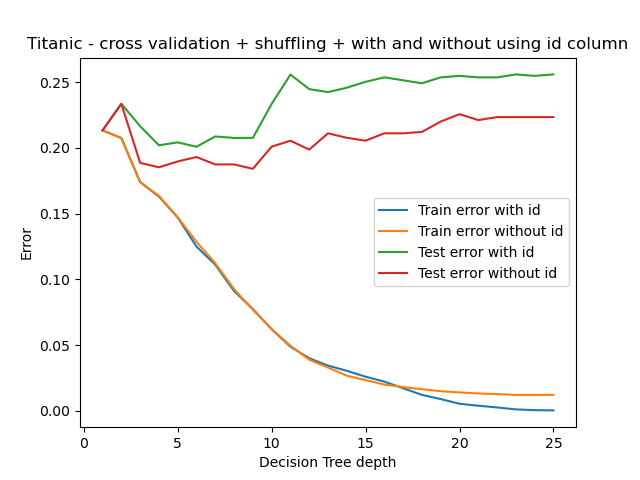 Titanic - cross validation + shuffling + with and without using id column
Error
0.25
0.20
0.15
0.10
0.05
0.00
Train error with id
Train error without id
Test error with id
Test error without id
0 5 10 15 20 25
Decision Tree depth